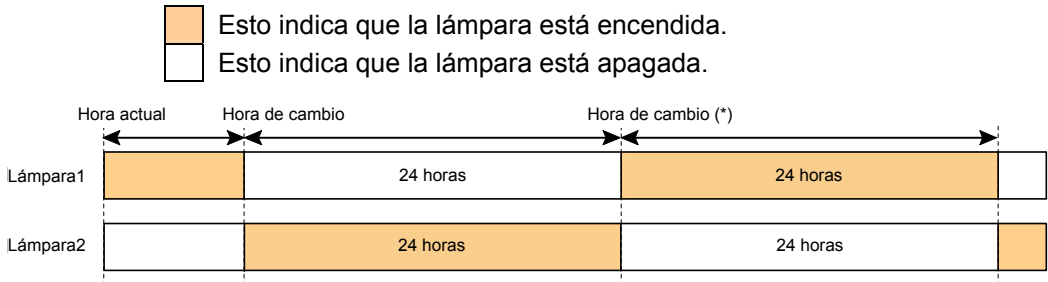 Esto indica que la lámpara está encendida.
Esto indica que la lámpara está apagada.
Hora actual
Hora de cambio
Hora de cambio (*)
Lámpara1
24 horas
24 horas
Lámpara2
24 horas
24 horas